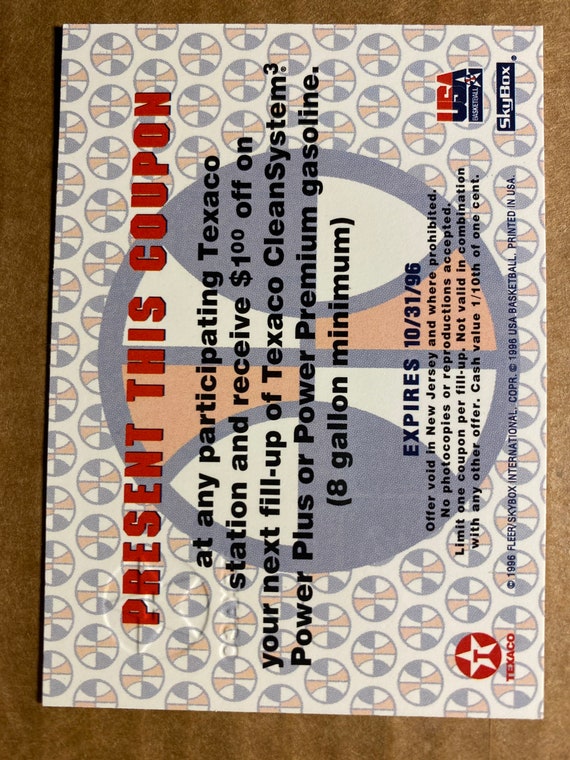 PRESENT THIS COUPON
at any participating Texaco
station and receive $1⁰⁰ off on
your next fill-up of Texaco CleanSystem³®
Power Plus or Power Premium gasoline.
(8 gallon minimum)
EXPIRES 10/31/96
Offer void in New Jersey and where prohibited.
No photocopies or reproductions accepted.
Limit one coupon per fill-up. Not valid in combination
with any other offer. Cash value 1/10th of one cent.
TEXACO
© 1996 FLEER/SKYBOX INTERNATIONAL. COPR. © 1996 USA BASKETBALL. PRINTED IN USA.
USA
BASKETBALL
SkyBox®